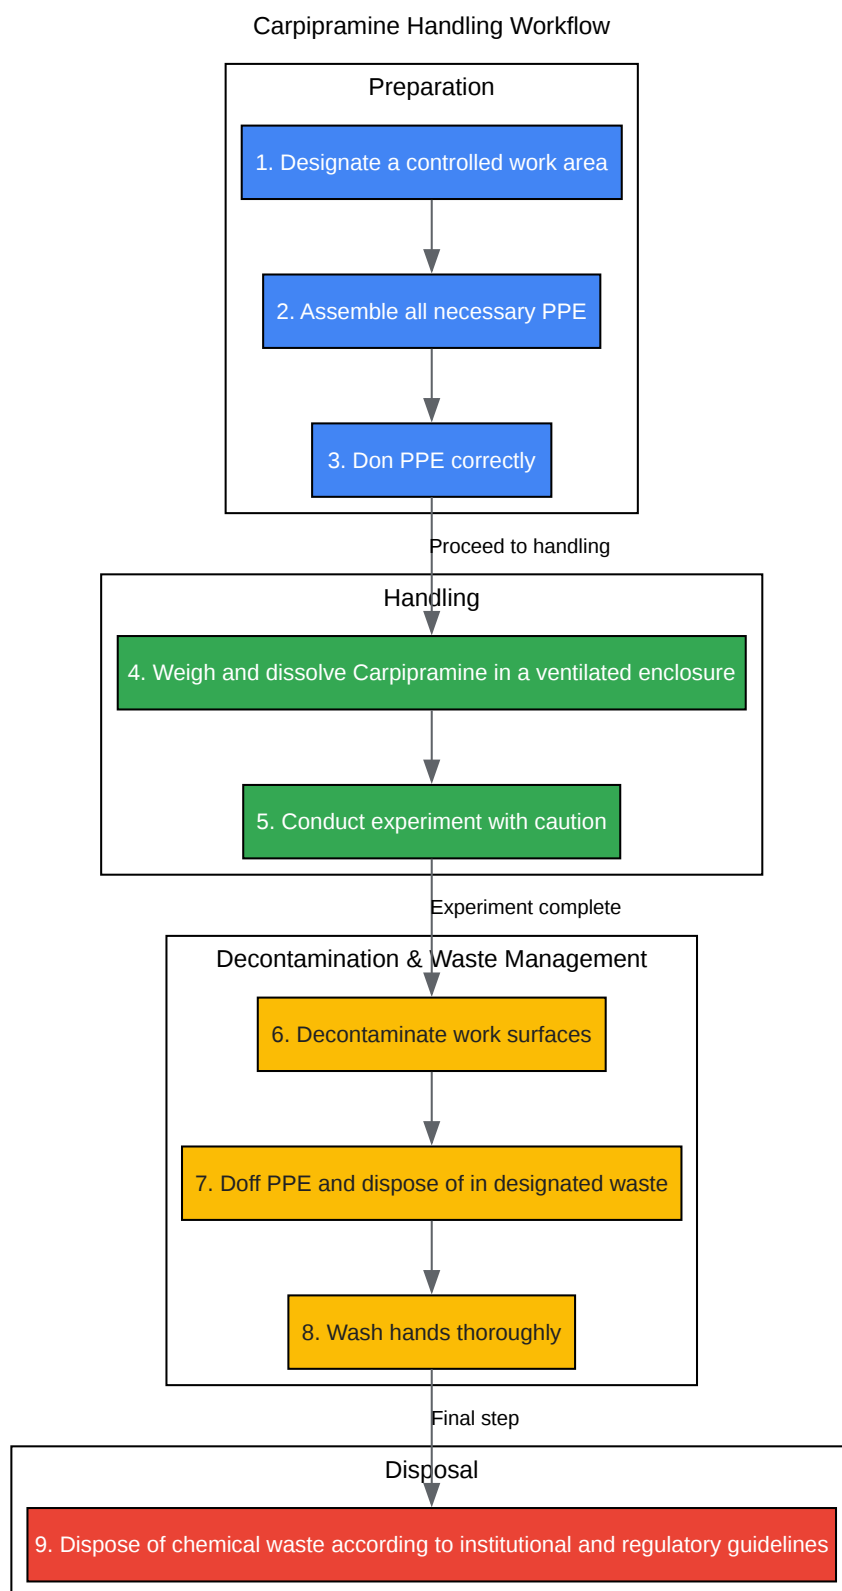 Carpipramine Handling Workflow
Preparation
1. Designate a controlled work area
2. Assemble all necessary PPE
3. Don PPE correctly
Proceed to handling
Handling
4. Weigh and dissolve Carpipramine in a ventilated enclosure
5. Conduct experiment with caution
Experiment complete
Decontamination & Waste Management
6. Decontaminate work surfaces
7. Doff PPE and dispose of in designated waste
8. Wash hands thoroughly
Final step
Disposal
9. Dispose of chemical waste according to institutional and regulatory guidelines